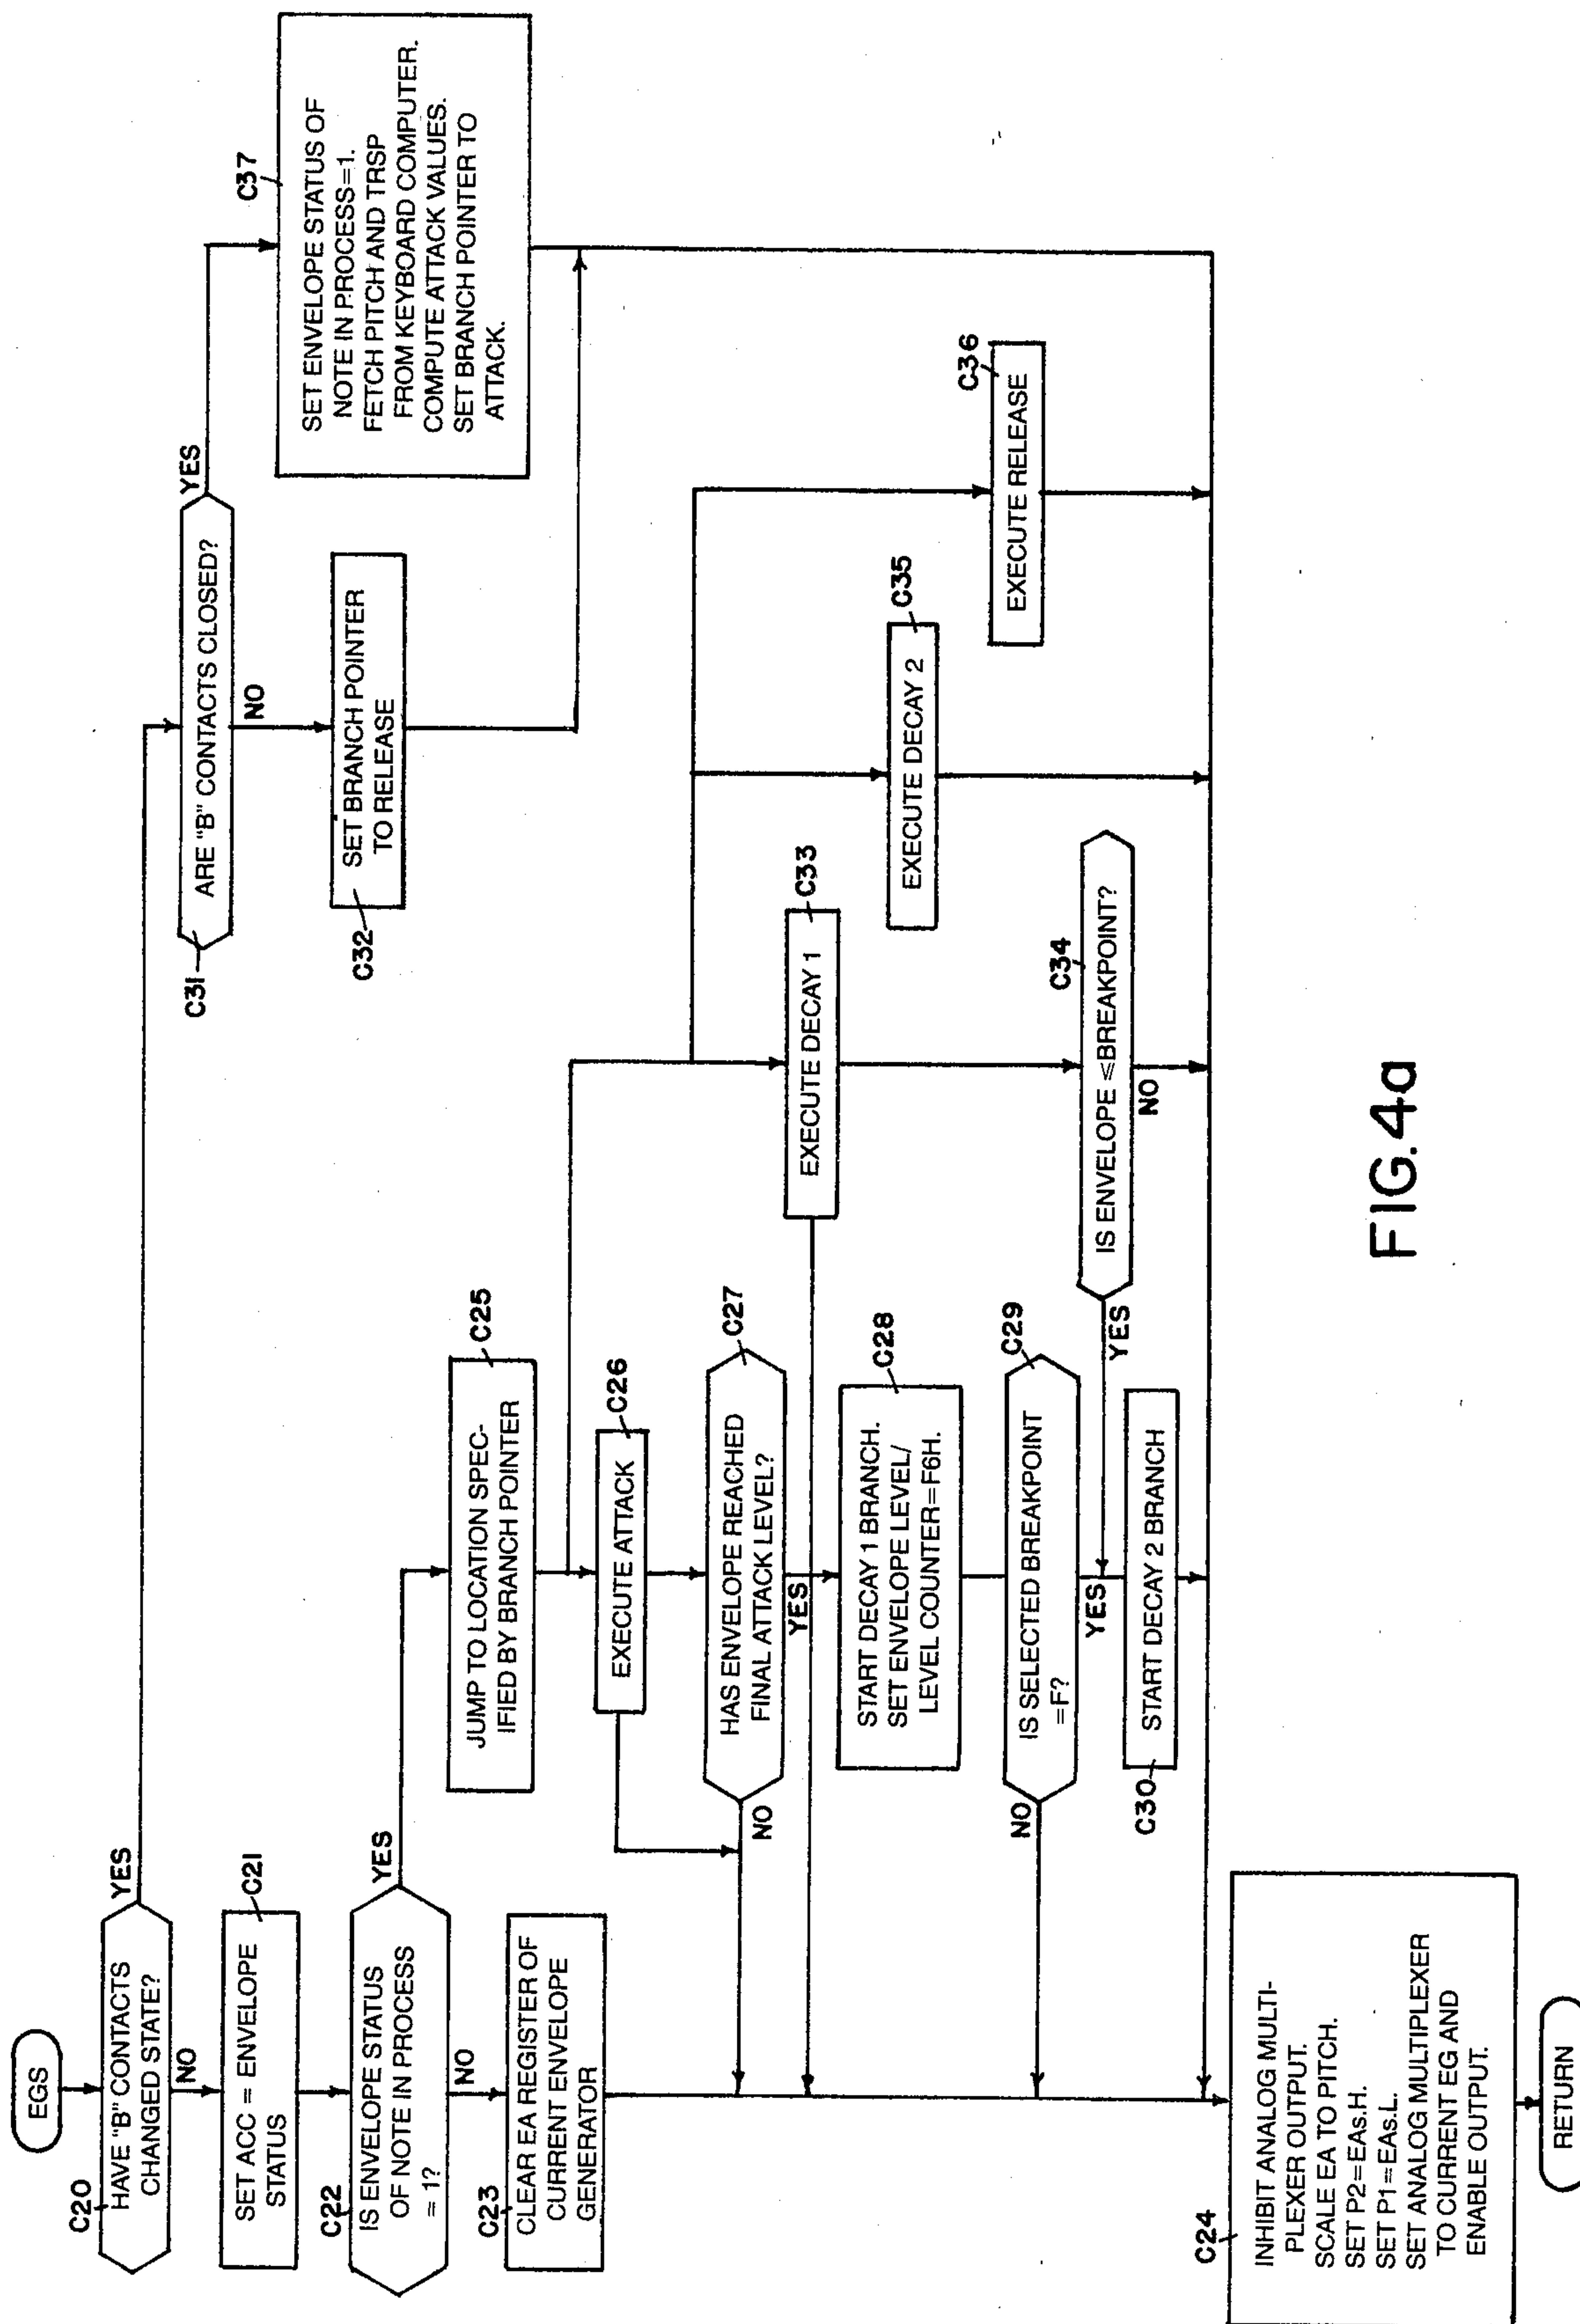 EGS
C20
HAVE "B" CONTACTS
CHANGED STATE?
YES
NO
C21
SET ACC = ENVELOPE
STATUS
C22
IS ENVELOPE STATUS
OF NOTE IN PROCESS
= 1?
YES
NO
C23
CLEAR EA REGISTER OF
CURRENT ENVELOPE
GENERATOR
C24
INHIBIT ANALOG MULTI-
PLEXER OUTPUT.
SCALE EA TO PITCH.
SET P2=EAs.H.
SET P1=EAs.L.
SET ANALOG MULTIPLEXER
TO CURRENT EG AND
ENABLE OUTPUT.
RETURN
C25
JUMP TO LOCATION SPEC-
IFIED BY BRANCH POINTER
C26
EXECUTE ATTACK
C27
HAS ENVELOPE REACHED
FINAL ATTACK LEVEL?
NO
YES
C28
START DECAY 1 BRANCH.
SET ENVELOPE LEVEL/
LEVEL COUNTER=F6H.
C29
IS SELECTED BREAKPOINT
=F?
NO
YES
C30
START DECAY 2 BRANCH
C31
ARE "B" CONTACTS CLOSED?
YES
NO
C32
SET BRANCH POINTER
TO RELEASE
C33
EXECUTE DECAY 1
C34
IS ENVELOPE ≤BREAKPOINT?
YES
NO
C35
EXECUTE DECAY 2
C36
EXECUTE RELEASE
C37
SET ENVELOPE STATUS OF
NOTE IN PROCESS=1.
FETCH PITCH AND TRSP
FROM KEYBOARD COMPUTER.
COMPUTE ATTACK VALUES.
SET BRANCH POINTER TO
ATTACK.
FIG.4a